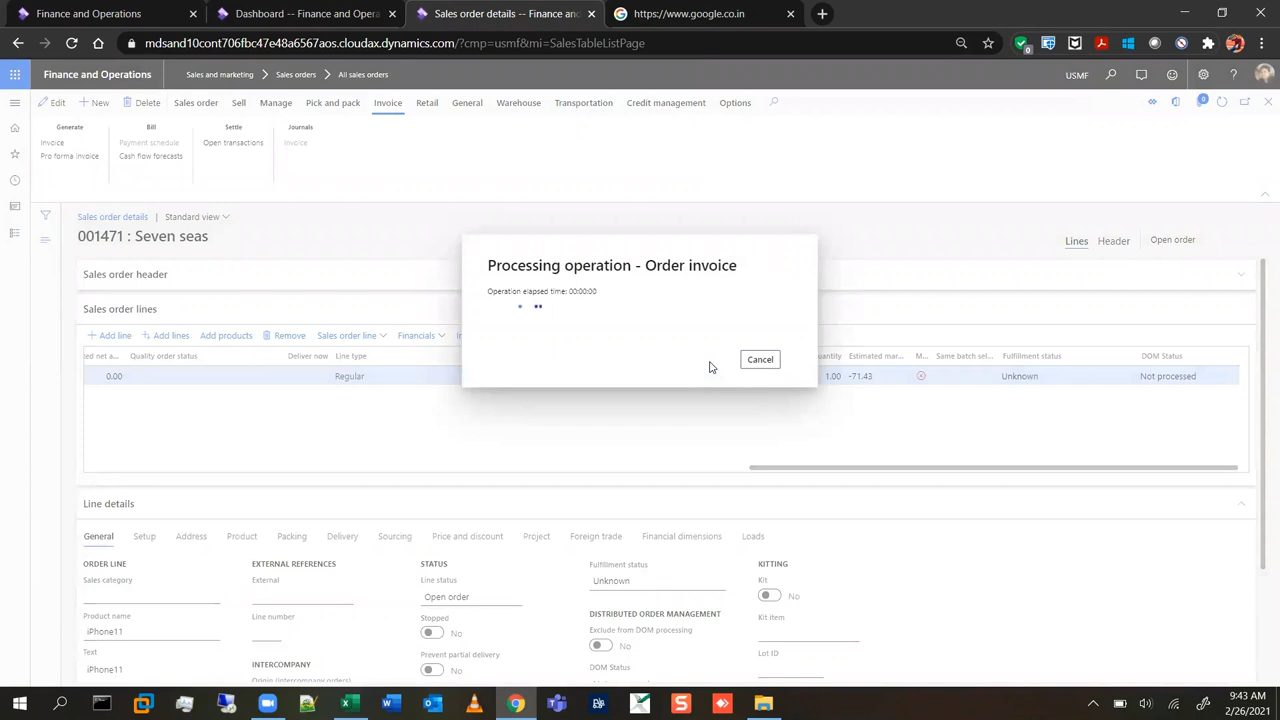 Finance and Operations - Finan
Dashboard -- Finance and Opera
Sales order details -- Finance an
https://www.google.co.in
mdsand10cont706fbc47e48a6567aos.cloudax.dynamics.com/?cmp=usmf&mi=SalesTableListPage
Finance and Operations
Sales and marketing > Sales orders > All sales orders
USMF
Edit
New
Delete
Sales order
Sell
Manage
Pick and pack
Invoice
Retail
General
Warehouse
Transportation
Credit management
Options
0
Generate
Bill
Settle
Journals
Invoice
Payment schedule
Open transactions
Invoice
Pro forma invoice
Cash flow forecasts
Sales order details | Standard view
001471 : Seven seas
Lines
Header
Open order
Sales order header
Processing operation - Order invoice
Operation elapsed time: 00:00:00
Cancel
Sales order lines
Add line
Add lines
Add products
Remove
Sales order line
Financials
ed net a...
Quality order status
Deliver now
Line type
uantity
Estimated mar...
M...
Same batch sel...
Fulfillment status
DOM Status
0.00
Regular
1.00
-71.43
Unknown
Not processed
Line details
General
Setup
Address
Product
Packing
Delivery
Sourcing
Price and discount
Project
Foreign trade
Financial dimensions
Loads
ORDER LINE
Sales category
Product name
iPhone11
Text
iPhone11
EXTERNAL REFERENCES
External
Line number
INTERCOMPANY
Origin (intercompany orders)
STATUS
Line status
Open order
Stopped
No
Prevent partial delivery
No
Fulfillment status
Unknown
DISTRIBUTED ORDER MANAGEMENT
Exclude from DOM processing
No
DOM Status
KITTING
Kit
No
Kit item
Lot ID
9:43 AM
2/26/2021